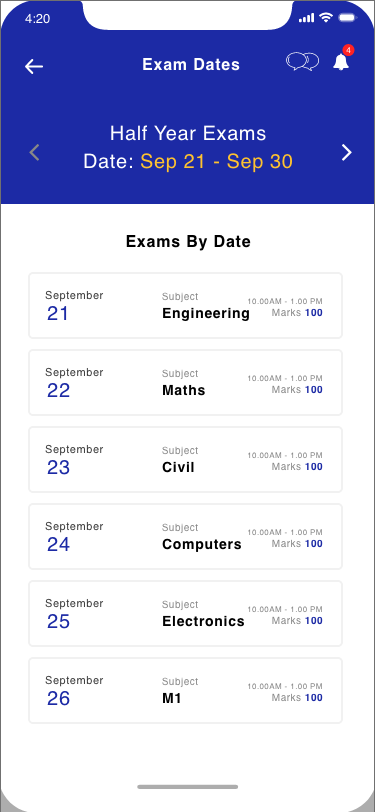 4:20
Exam Dates
4
Half Year Exams
Date: Sep 21 - Sep 30
Exams By Date
September
21
Subject
Engineering
10.00AM - 1.00 PM
Marks 100
September
22
Subject
Maths
10.00AM - 1.00 PM
Marks 100
September
23
Subject
Civil
10.00AM - 1.00 PM
Marks 100
September
24
Subject
Computers
10.00AM - 1.00 PM
Marks 100
September
25
Subject
Electronics
10.00AM - 1.00 PM
Marks 100
September
26
Subject
M1
10.00AM - 1.00 PM
Marks 100